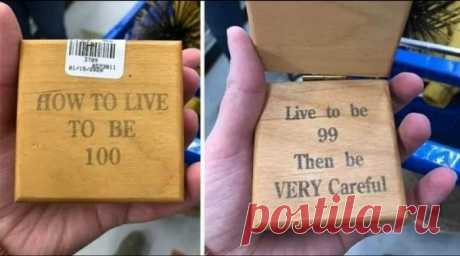 HOW TO LIVE
TO BE
100
Live to be
99
Then be
VERY Careful
postila.ru